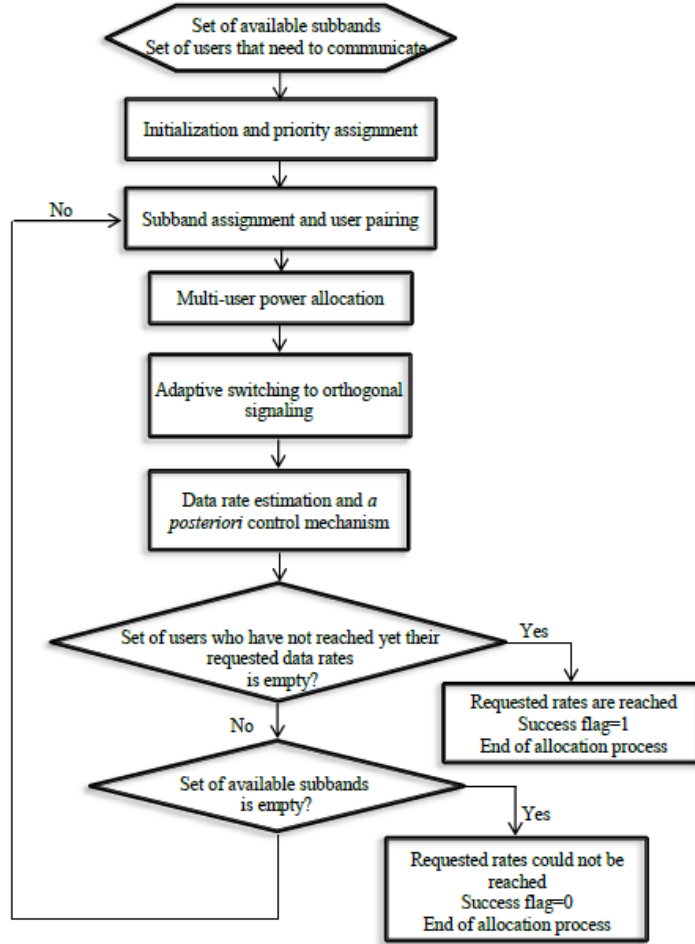 Set of available subbands
Set of users that need to communicate.
Initialization and priority assignment
No
Subband assignment and user pairing
Multi-user power allocation
Adaptive switching to orthogonal
signaling
Data rate estimation and a
posteriori control mechanism
Set of users who have not reached yet their
requested data rates
is empty?
Yes
Requested rates are reached
Success flag=1
End of allocation process
No
Set of available subbands
is empty?
Yes
Requested rates could not be
reached
Success flag=0
End of allocation process